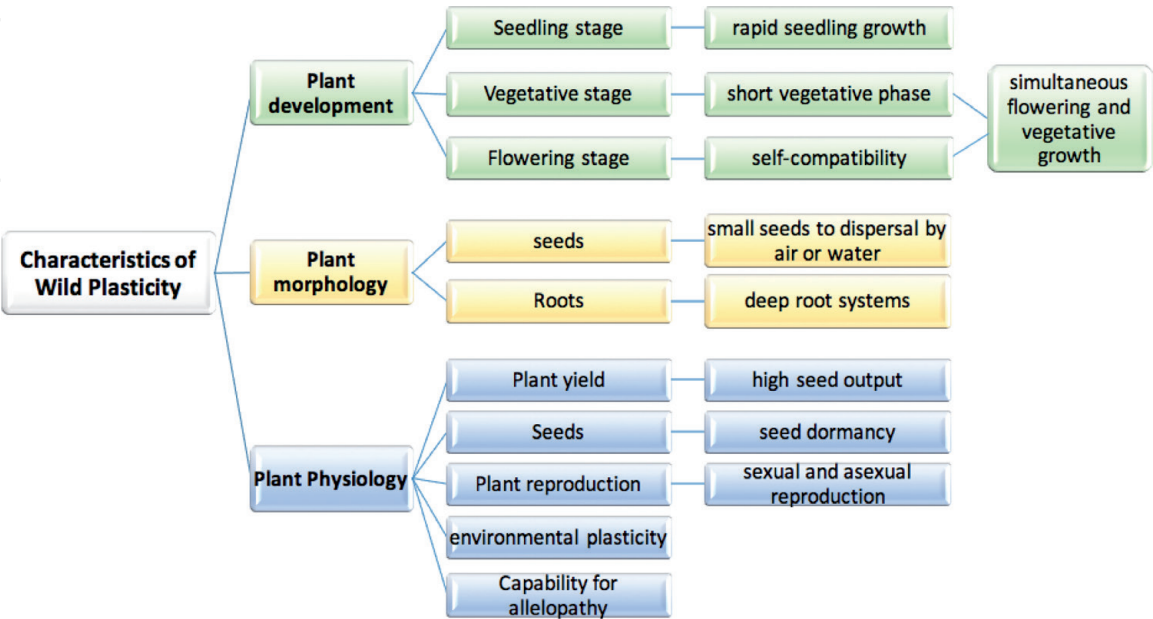 Characteristics of
Wild Plasticity
Plant
development
Seedling stage
rapid seedling growth
Vegetative stage
short vegetative phase
Flowering stage
self-compatibility
simultaneous
flowering and
vegetative
growth
Plant
morphology
seeds
small seeds to dispersal by
air or water
Roots
deep root systems
Plant Physiology
Plant yield
high seed output
Seeds
seed dormancy
Plant reproduction
sexual and asexual
reproduction
environmental plasticity
Capability for
allelopathy